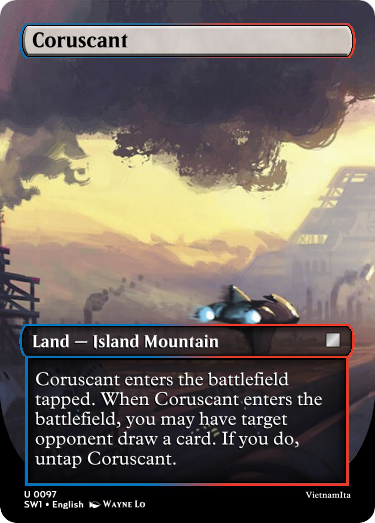 Coruscant
Land — Island Mountain
Coruscant enters the battlefield
tapped. When Coruscant enters the
battlefield, you may have target
opponent draw a card. If you do,
untap Coruscant.
U 0097
SW1 • English Wayne Lo
VietnamIta